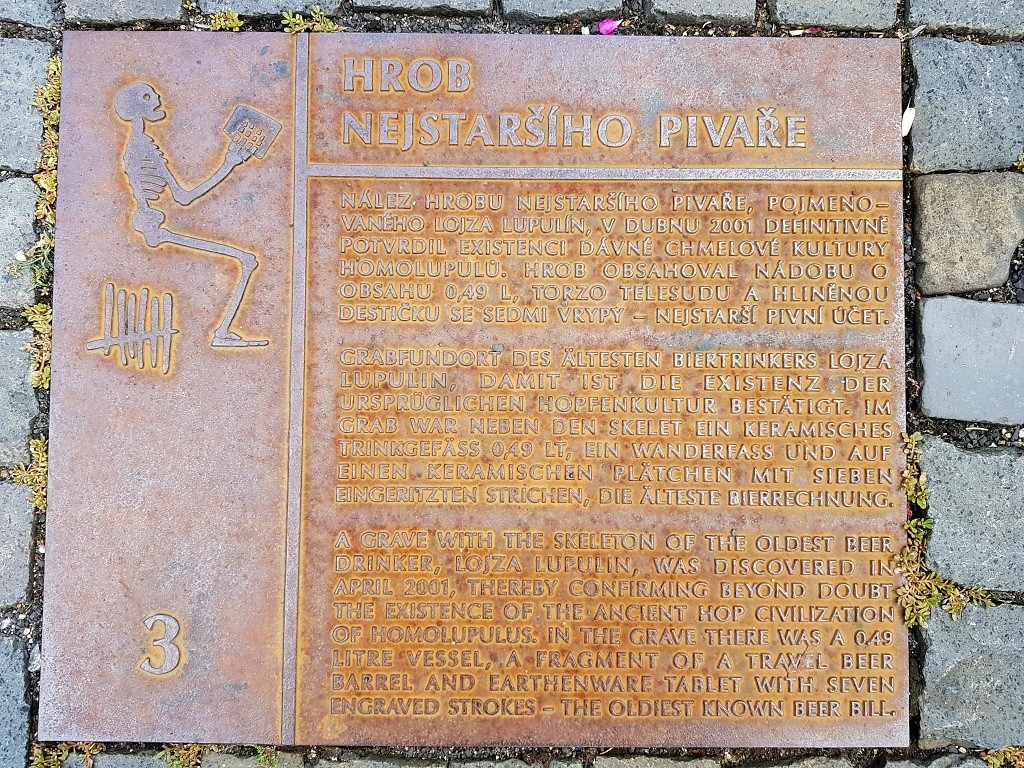 HROB
NEJSTARŠÍHO PIVAŘE
NÁLEZ HROBU NEJSTARŠÍHO PIVAŘE, POJMENO–
VANÉHO LOJZA LUPULÍN, V DUBNU 2001 DEFINITIVNĚ
POTVRDIL EXISTENCI DÁVNÉ CHMELOVÉ KULTURY
HOMOLUPULŮ. HROB OBSAHOVAL NÁDOBU O
OBSAHU 0,49 L, TORZO TELESUDU A HLINĚNOU
DESTIČKU SE SEDMI VRYPY – NEJSTARŠÍ PIVNÍ ÚČET.
GRABFUNDORT DES ÄLTESTEN BIERTRINKERS LOJZA
LUPULIN, DAMIT IST DIE EXISTENZ DER
URSPRÜGLICHEN HOPFENKULTUR BESTÄTIGT. IM
GRAB WAR NEBEN DEN SKELET EIN KERAMISCHES
TRINKGEFÄSS 0,49 LT, EIN WANDERFASS UND AUF
EINEN KERAMISCHEN PLÄTCHEN MIT SIEBEN
EINGERITZTEN STRICHEN, DIE ÄLTESTE BIERRECHNUNG.
A GRAVE WITH THE SKELETON OF THE OLDEST BEER
DRINKER, LOJZA LUPULIN, WAS DISCOVERED IN
APRIL 2001, THEREBY CONFIRMING BEYOND DOUBT
THE EXISTENCE OF THE ANCIENT HOP CIVILIZATION
OF HOMOLUPULUS. IN THE GRAVE THERE WAS A 0,49
LITRE VESSEL, A FRAGMENT OF A TRAVEL BEER
BARREL AND EARTHENWARE TABLET WITH SEVEN
ENGRAVED STROKES – THE OLDIEST KNOWN BEER BILL.
3